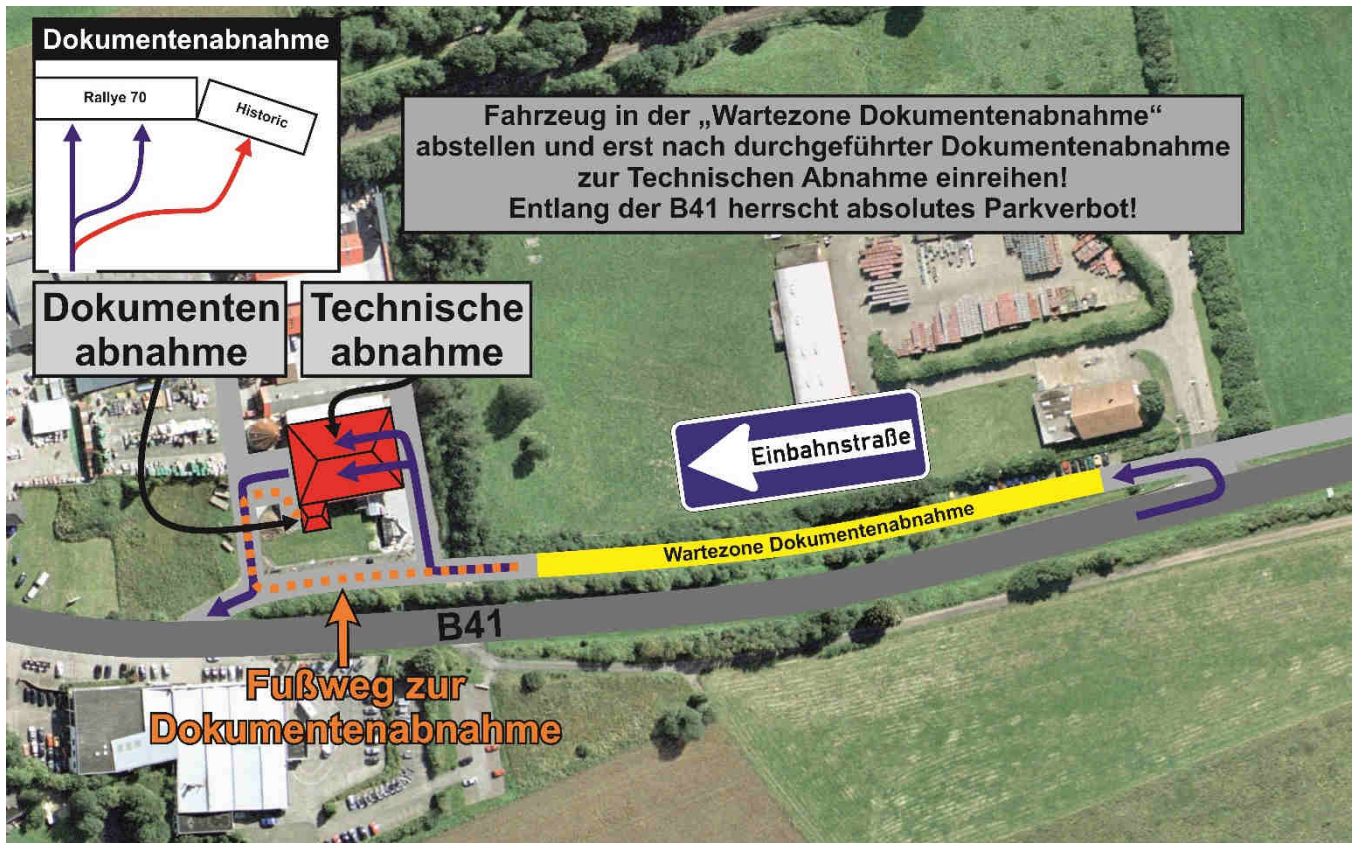 Dokumentenabnahme
Rallye 70
Historic
Fahrzeug in der „Wartezone Dokumentenabnahme“
abstellen und erst nach durchgeführter Dokumentenabnahme
zur Technischen Abnahme einreihen!
Entlang der B41 herrscht absolutes Parkverbot!
Dokumenten
abnahme
Technische
abnahme
Einbahnstraße
Wartezone Dokumentenabnahme
B41
Fußweg zur
Dokumentenabnahme